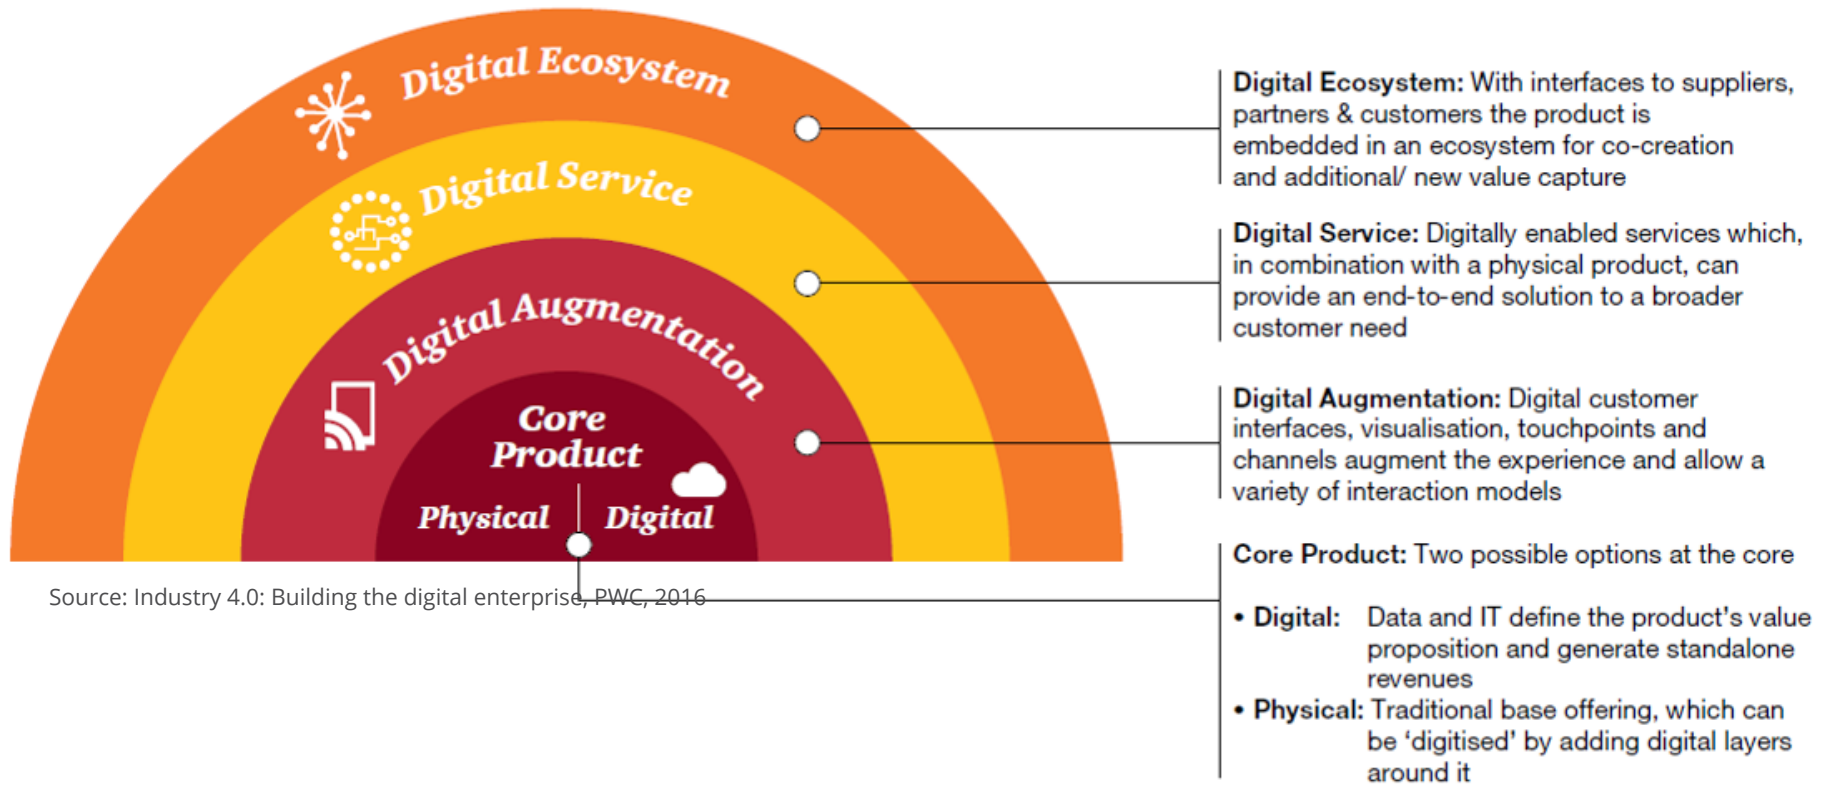 Digital Ecosystem
Digital Service
Digital Augmentation
Core
Product
Physical
Digital
Source: Industry 4.0: Building the digital enterprise, PWC, 2016
Digital Ecosystem: With interfaces to suppliers,
partners & customers the product is
embedded in an ecosystem for co-creation
and additional/ new value capture
Digital Service: Digitally enabled services which,
in combination with a physical product, can
provide an end-to-end solution to a broader
customer need
Digital Augmentation: Digital customer
interfaces, visualisation, touchpoints and
channels augment the experience and allow a
variety of interaction models
Core Product: Two possible options at the core
• Digital: Data and IT define the product's value
proposition and generate standalone
revenues
• Physical: Traditional base offering, which can
be ‘digitised’ by adding digital layers
around it